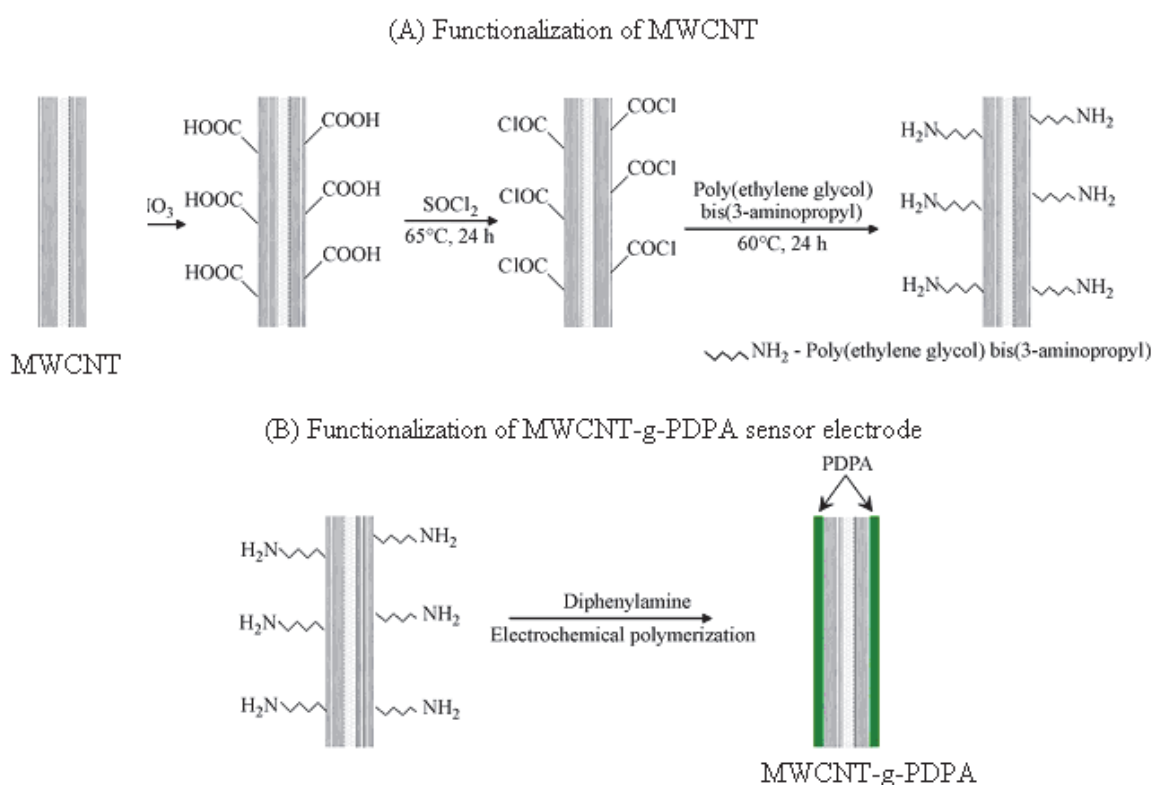 (A) Functionalization of MWCNT
MWCNT
HOOC
COOH
HOOC
COOH
HOOC
COOH
SOCl2
65°C, 24 h
ClOC
COCl
ClOC
COCl
ClOC
COCl
Poly(ethylene glycol)
bis(3-aminopropyl)
60°C, 24 h
H2N
NH2
H2N
NH2
H2N
NH2
NH2 - Poly(ethylene glycol) bis(3-aminopropyl)
(B) Functionalization of MWCNT-g-PDPA sensor electrode
H2N
NH2
H2N
NH2
H2N
NH2
Diphenylamine
Electrochemical polymerization
PDPA
MWCNT-g-PDPA